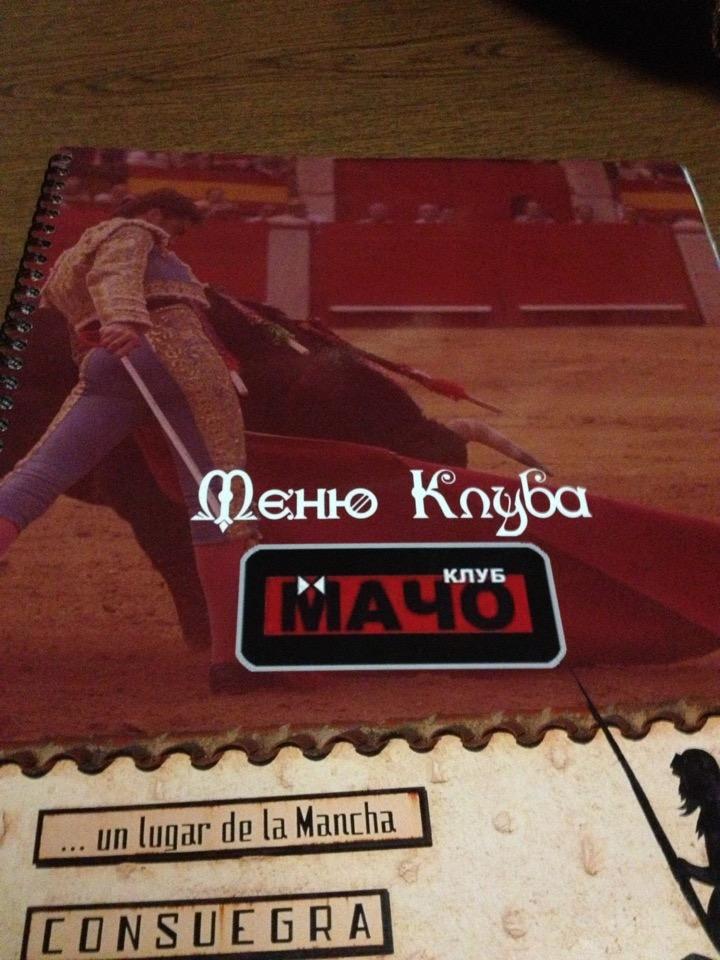 Меню Клуба
КЛУБ
МАЧО
... un lugar de la Mancha
CONSUEGRA